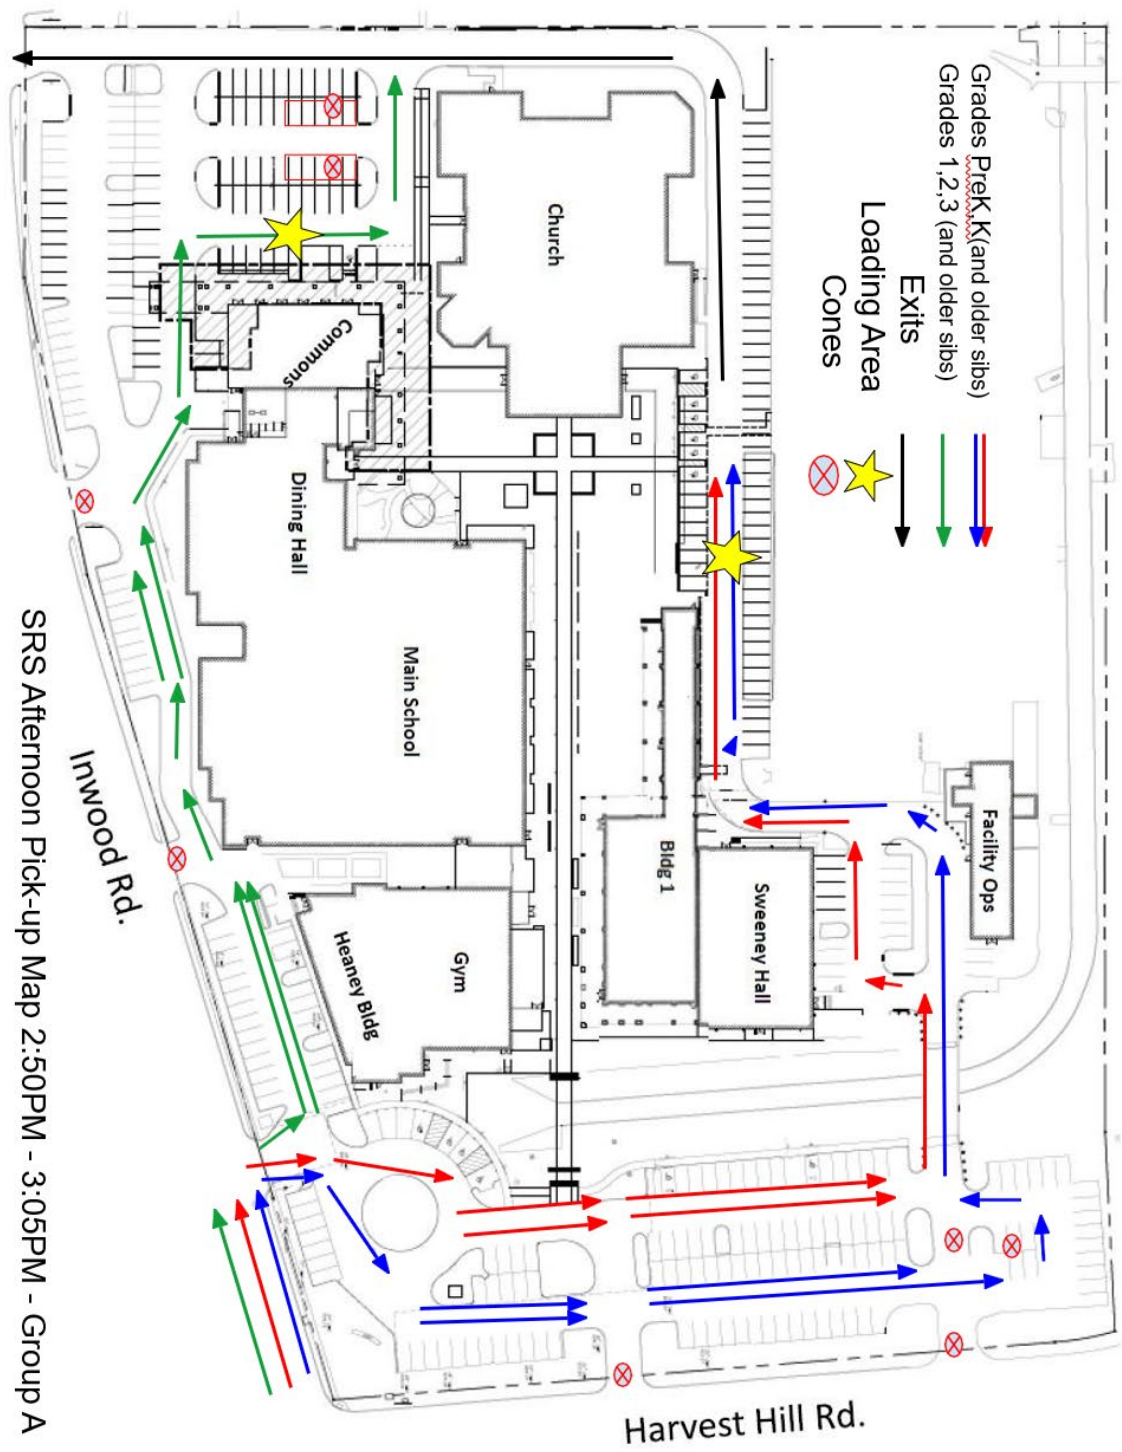 Grades PreK,K(and older sibs)
Grades 1,2,3 (and older sibs)
Exits
Loading Area
Cones
Church
Commons
Dining Hall
Main School
Bldg 1
Sweeney Hall
Facility Ops
Gym
Heaney Bldg
Inwood Rd.
Harvest Hill Rd.
SRS Afternoon Pick-up Map 2:50PM - 3:05PM - Group A